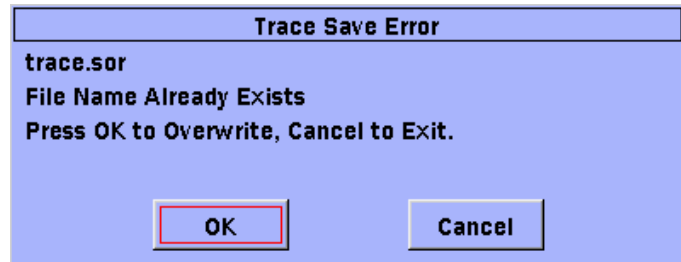 Trace Save Error
trace.sor
File Name Already Exists
Press OK to Overwrite, Cancel to Exit.
OK
Cancel